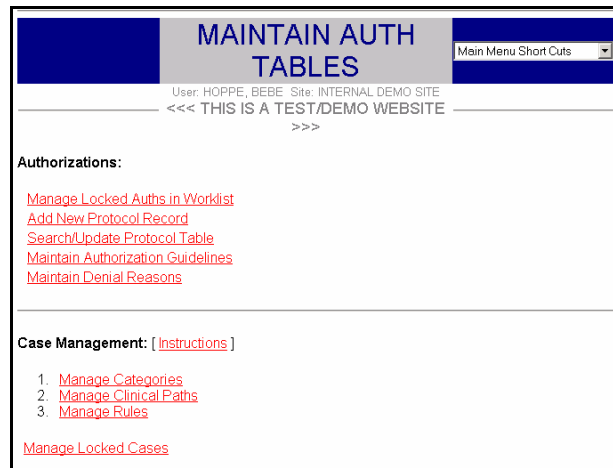 MAINTAIN AUTH
TABLES
Main Menu Short Cuts
User: HOPPE, BEBE Site: INTERNAL DEMO SITE
<<< THIS IS A TEST/DEMO WEBSITE
>>>
Authorizations:
Manage Locked Auths in Worklist
Add New Protocol Record
Search/Update Protocol Table
Maintain Authorization Guidelines
Maintain Denial Reasons
Case Management: [ Instructions ]
1. Manage Categories
2. Manage Clinical Paths
3. Manage Rules
Manage Locked Cases